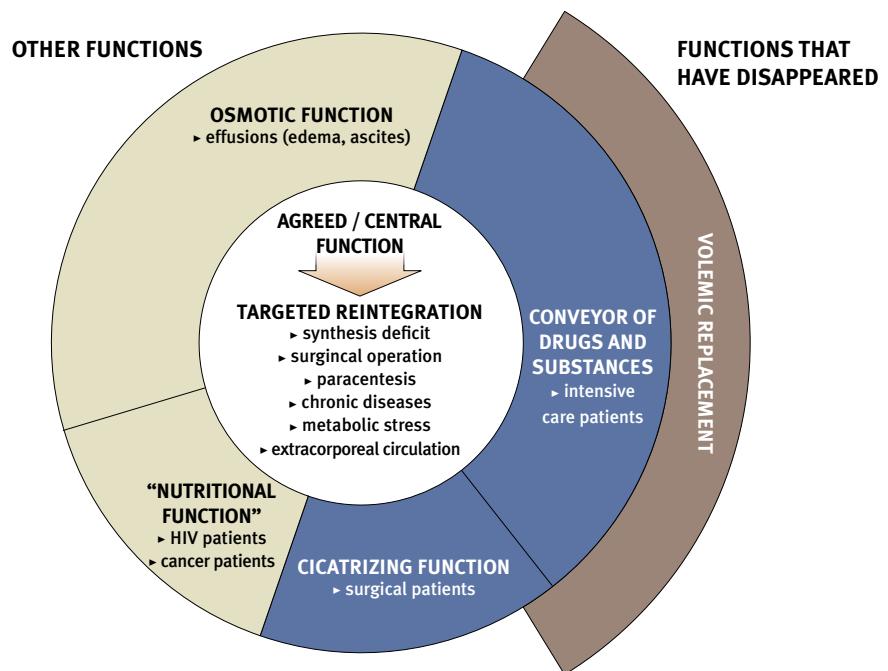 OTHER FUNCTIONS
FUNCTIONS THAT
HAVE DISAPPEARED
OSMOTIC FUNCTION
▸ effusions (edema, ascites)
AGREED / CENTRAL
FUNCTION
TARGETED REINTEGRATION
▸ synthesis deficit
▸ surgincal operation
▸ paracentesis
▸ chronic diseases
▸ metabolic stress
▸ extracorporeal circulation
CONVEYOR OF
DRUGS AND
SUBSTANCES
▸ intensive
care patients
VOLEMIC REPLACEMENT
“NUTRITIONAL
FUNCTION”
▸ HIV patients
▸ cancer patients
CICATRIZING FUNCTION
▸ surgical patients